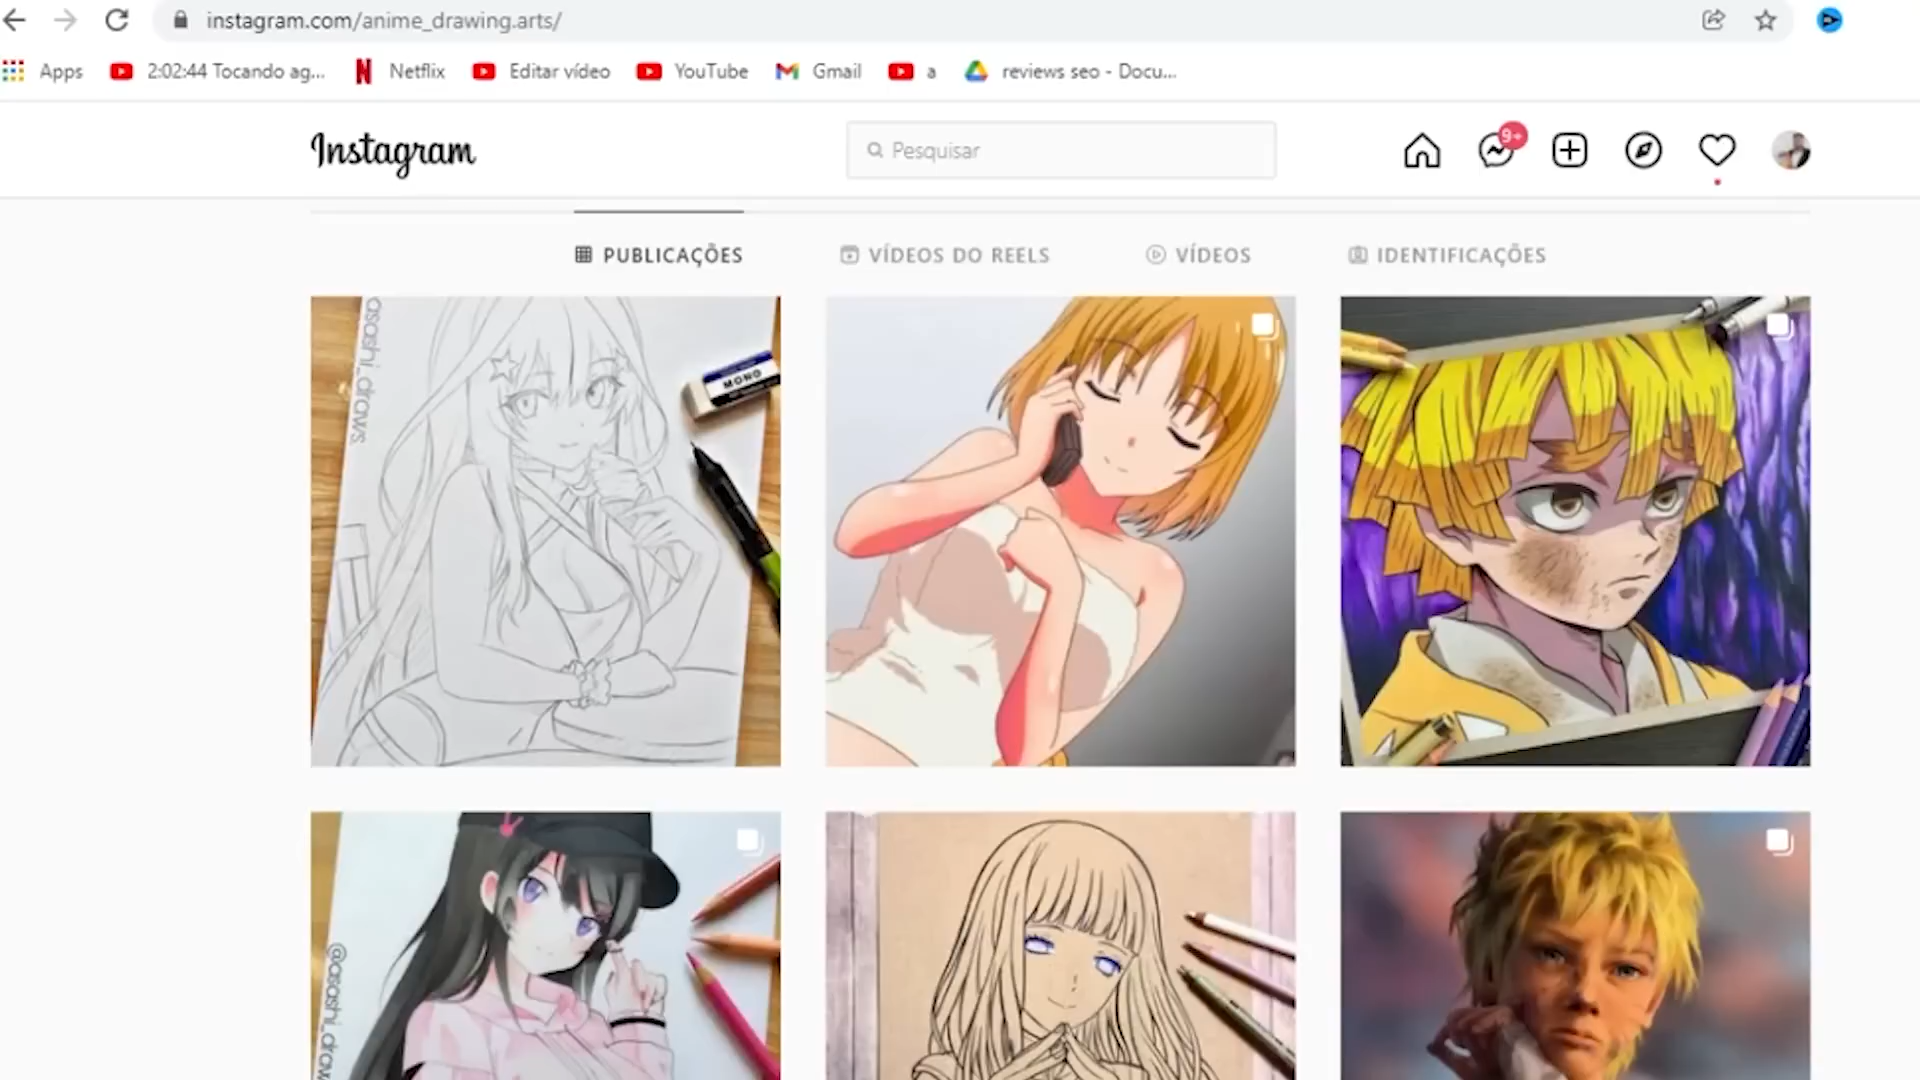 instagram.com/anime_drawing.arts/
Apps 2:02:44 Tocando ag... Netflix Editar vídeo YouTube Gmail a reviews seo - Docu...
Instagram Pesquisar 9+
PUBLICAÇÕES VÍDEOS DO REELS VÍDEOS IDENTIFICAÇÕES
asashi_draws
MONO
@asashi_draw